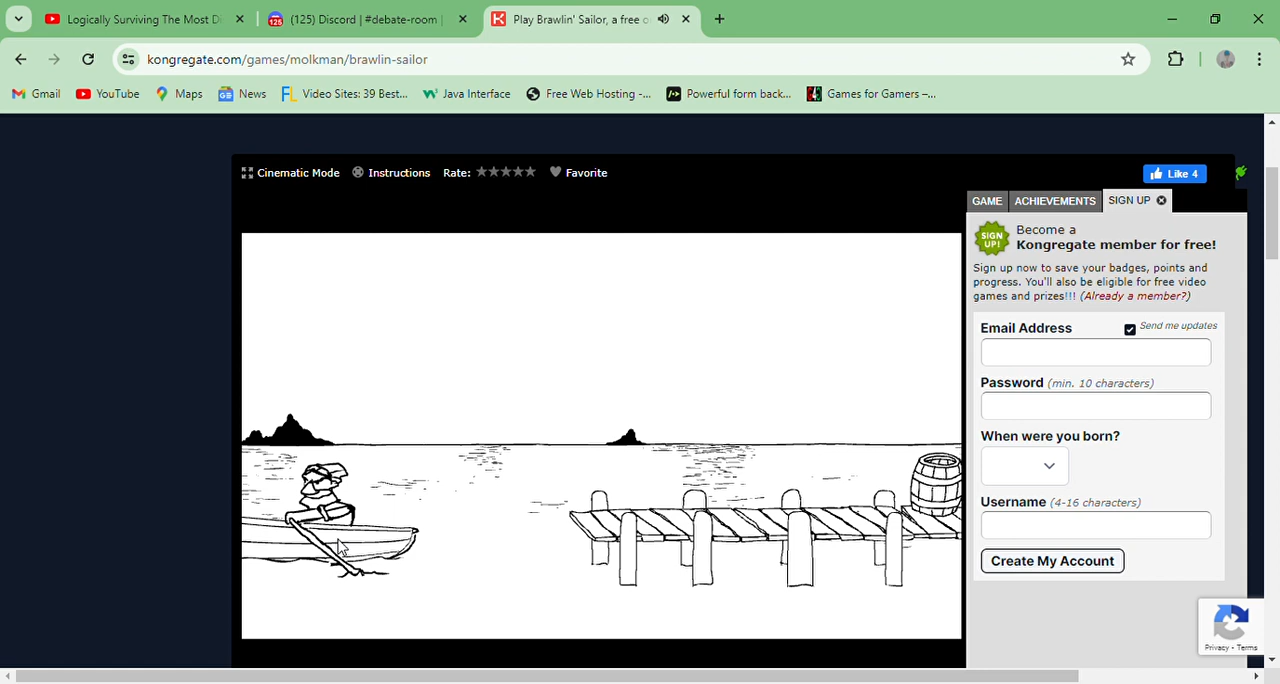 Logically Surviving The Most D
(125) Discord | #debate-room |
Play Brawlin' Sailor, a free o
kongregate.com/games/molkman/brawlin-sailor
Gmail
YouTube
Maps
News
Video Sites: 39 Best...
Java Interface
Free Web Hosting -...
Powerful form back...
Games for Gamers –...
Cinematic Mode
Instructions
Rate:
Favorite
Like 4
GAME
ACHIEVEMENTS
SIGN UP
SIGN
UP!
Become a
Kongregate member for free!
Sign up now to save your badges, points and
progress. You'll also be eligible for free video
games and prizes!!! (Already a member?)
Email Address
Send me updates
Password (min. 10 characters)
When were you born?
Username (4-16 characters)
Create My Account
Privacy - Terms